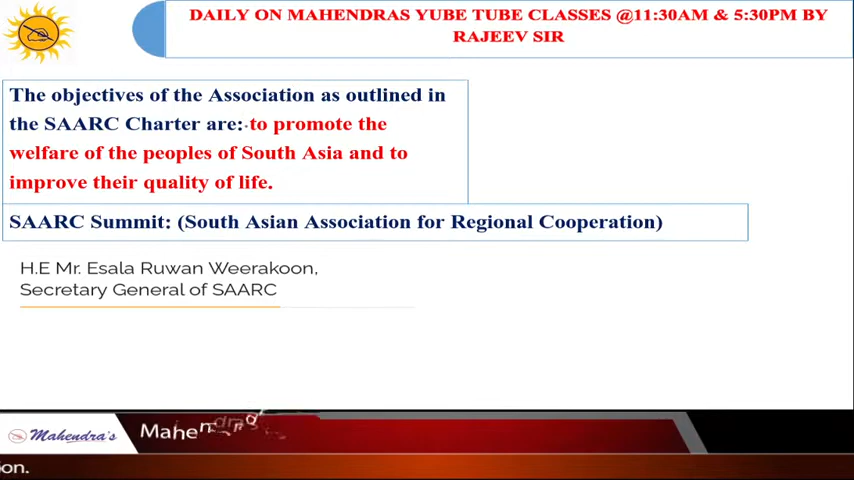 DAILY ON MAHENDRAS YUBE TUBE CLASSES @11:30AM & 5:30PM BY
RAJEEV SIR
The objectives of the Association as outlined in
the SAARC Charter are: to promote the
welfare of the peoples of South Asia and to
improve their quality of life.
SAARC Summit: (South Asian Association for Regional Cooperation)
H.E Mr. Esala Ruwan Weerakoon,
Secretary General of SAARC
Mahendra's
Mahendra
on.